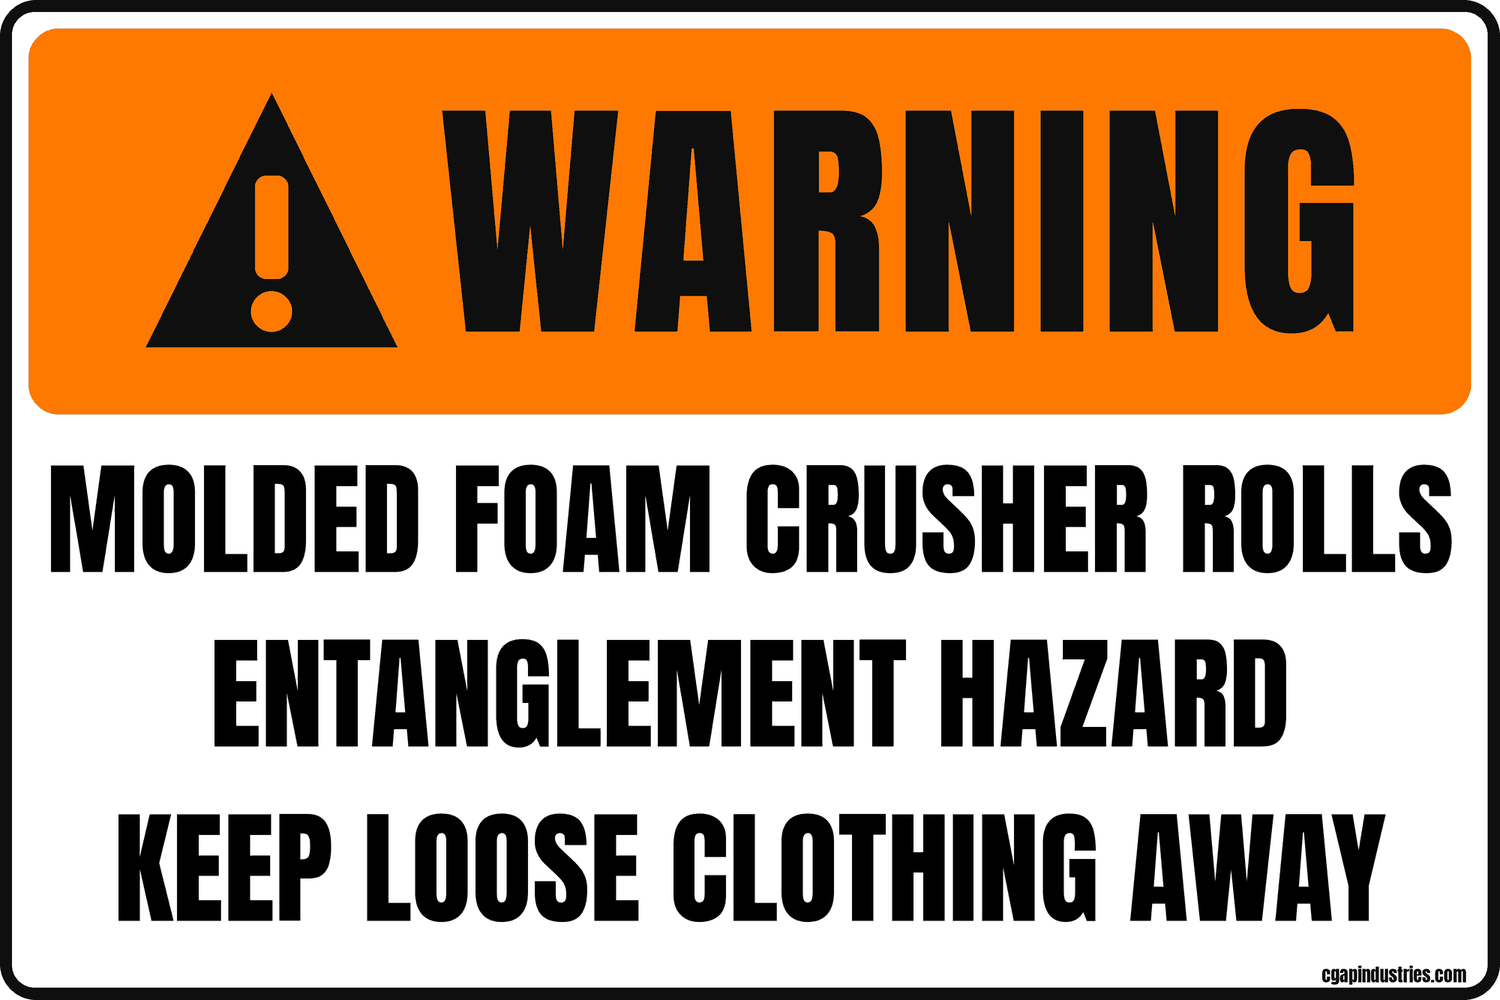 WARNING
MOLDED FOAM CRUSHER ROLLS
ENTANGLEMENT HAZARD
KEEP LOOSE CLOTHING AWAY
cgapindustries.com